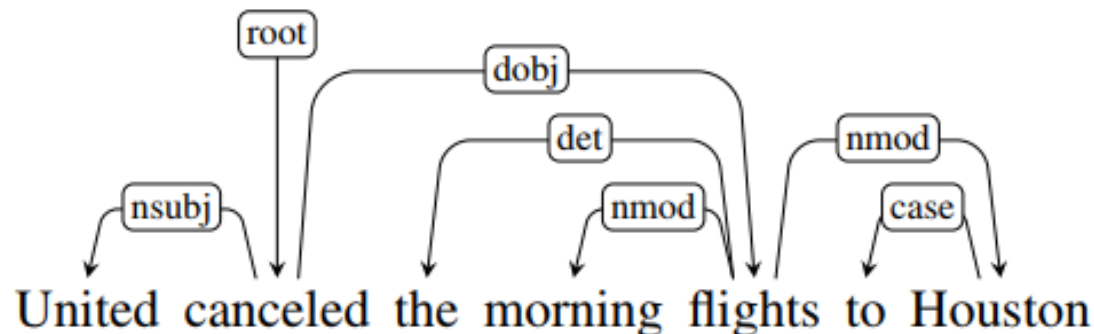 root
dobj
det nmod
nsubj nmod case
United canceled the morning flights to Houston